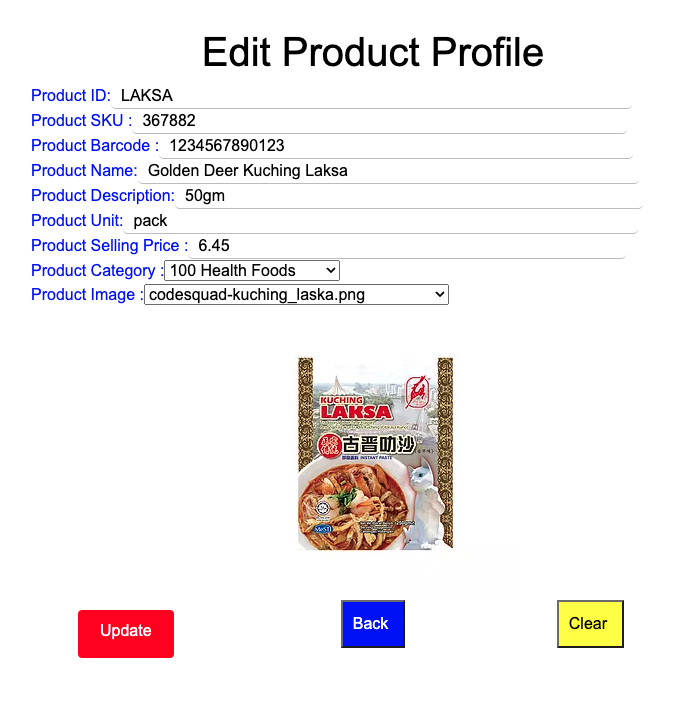 Edit Product Profile
Product ID: LAKSA
Product SKU : 367882
Product Barcode : 1234567890123
Product Name: Golden Deer Kuching Laksa
Product Description: 50gm
Product Unit: pack
Product Selling Price : 6.45
Product Category : 100 Health Foods
Product Image : codesquad-kuching_laska.png
KUCHING
LAKSA
古晋叻沙
INSTANT PASTE
MeSTI
Update
Back
Clear